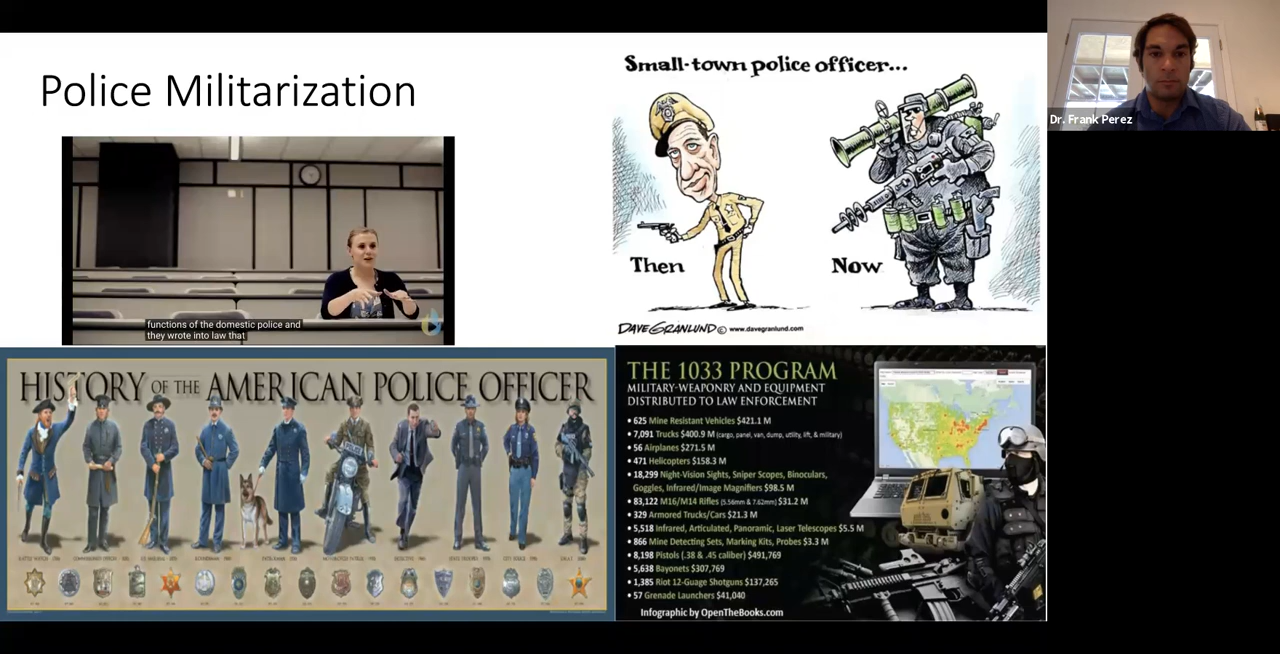 Police Militarization
functions of the domestic police and
they wrote into law that
Small-town police officer...
Then
Now
DAVE GRANLUND © www.davegranlund.com
HISTORY OF THE AMERICAN POLICE OFFICER
THE 1033 PROGRAM
MILITARY-WEAPONRY AND EQUIPMENT
DISTRIBUTED TO LAW ENFORCEMENT
• 625 Mine Resistant Vehicles $421.1 M
• 7,091 Trucks $400.9 M (cargo, panel, van, dump, utility, lift, & military)
• 56 Airplanes $271.5 M
• 471 Helicopters $158.3 M
• 18,299 Night-Vision Sights, Sniper Scopes, Binoculars,
Goggles, Infrared/Image Magnifiers $98.5 M
• 83,122 M16/M14 Rifles (5.56mm & 7.62mm) $31.2 M
• 329 Armored Trucks/Cars $21.3 M
• 5,518 Infrared, Articulated, Panoramic, Laser Telescopes $5.5 M
• 866 Mine Detecting Sets, Marking Kits, Probes $3.3 M
• 8,198 Pistols (.38 & .45 caliber) $491,769
• 5,638 Bayonets $307,769
• 1,385 Riot 12-Guage Shotguns $137,265
• 57 Grenade Launchers $41,040
Infographic by OpenTheBooks.com
Dr. Frank Perez